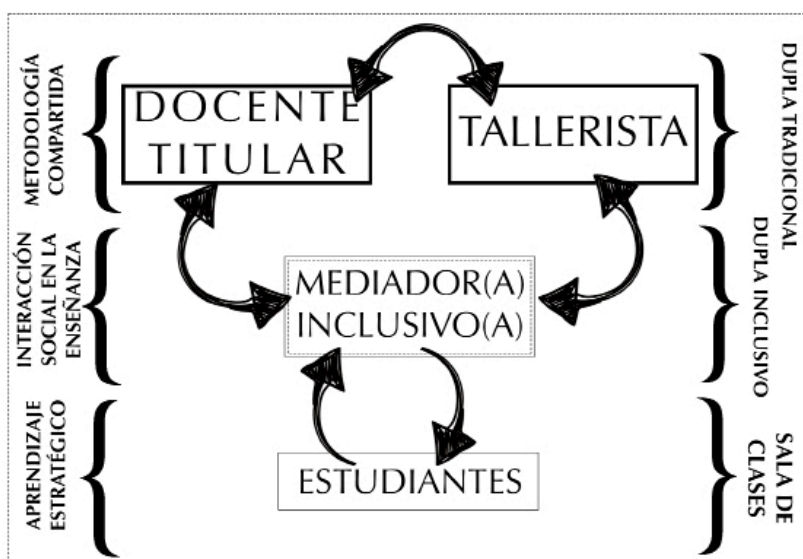 METODOLOGÍA
COMPARTIDA
DOCENTE
TITULAR
TALLERISTA
DUPLA TRADICIONAL
INTERACCIÓN
SOCIAL EN LA
ENSEÑANZA
MEDIADOR(A)
INCLUSIVO(A)
DUPLA INCLUSIVO
APRENDIZAJE
ESTRATÉGICO
ESTUDIANTES
SALA DE
CLASES